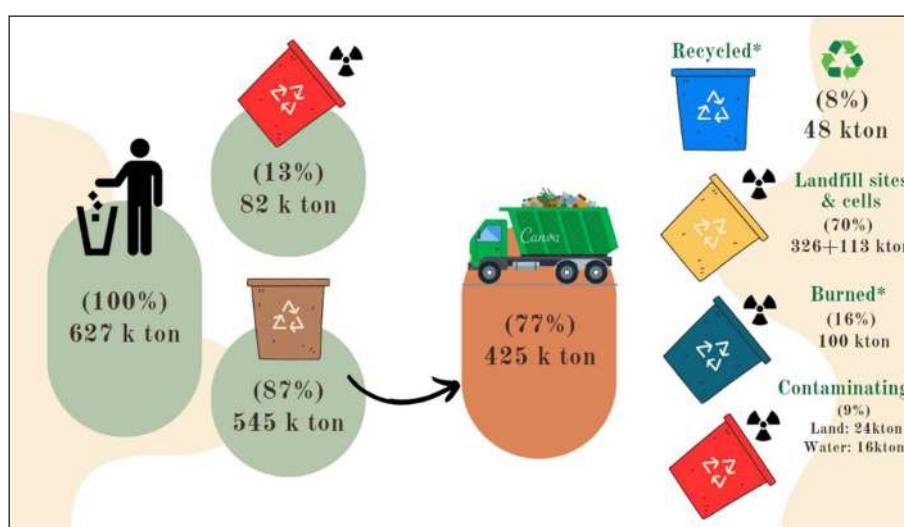 (100%)
627 k ton
(13%)
82 k ton
(87%)
545 k ton
Canva
(77%)
425 k ton
Recycled*
(8%)
48 kton
Landfill sites
& cells
(70%)
326+113 kton
Burned*
(16%)
100 kton
Contaminating
(9%)
Land: 24kton
Water: 16kton